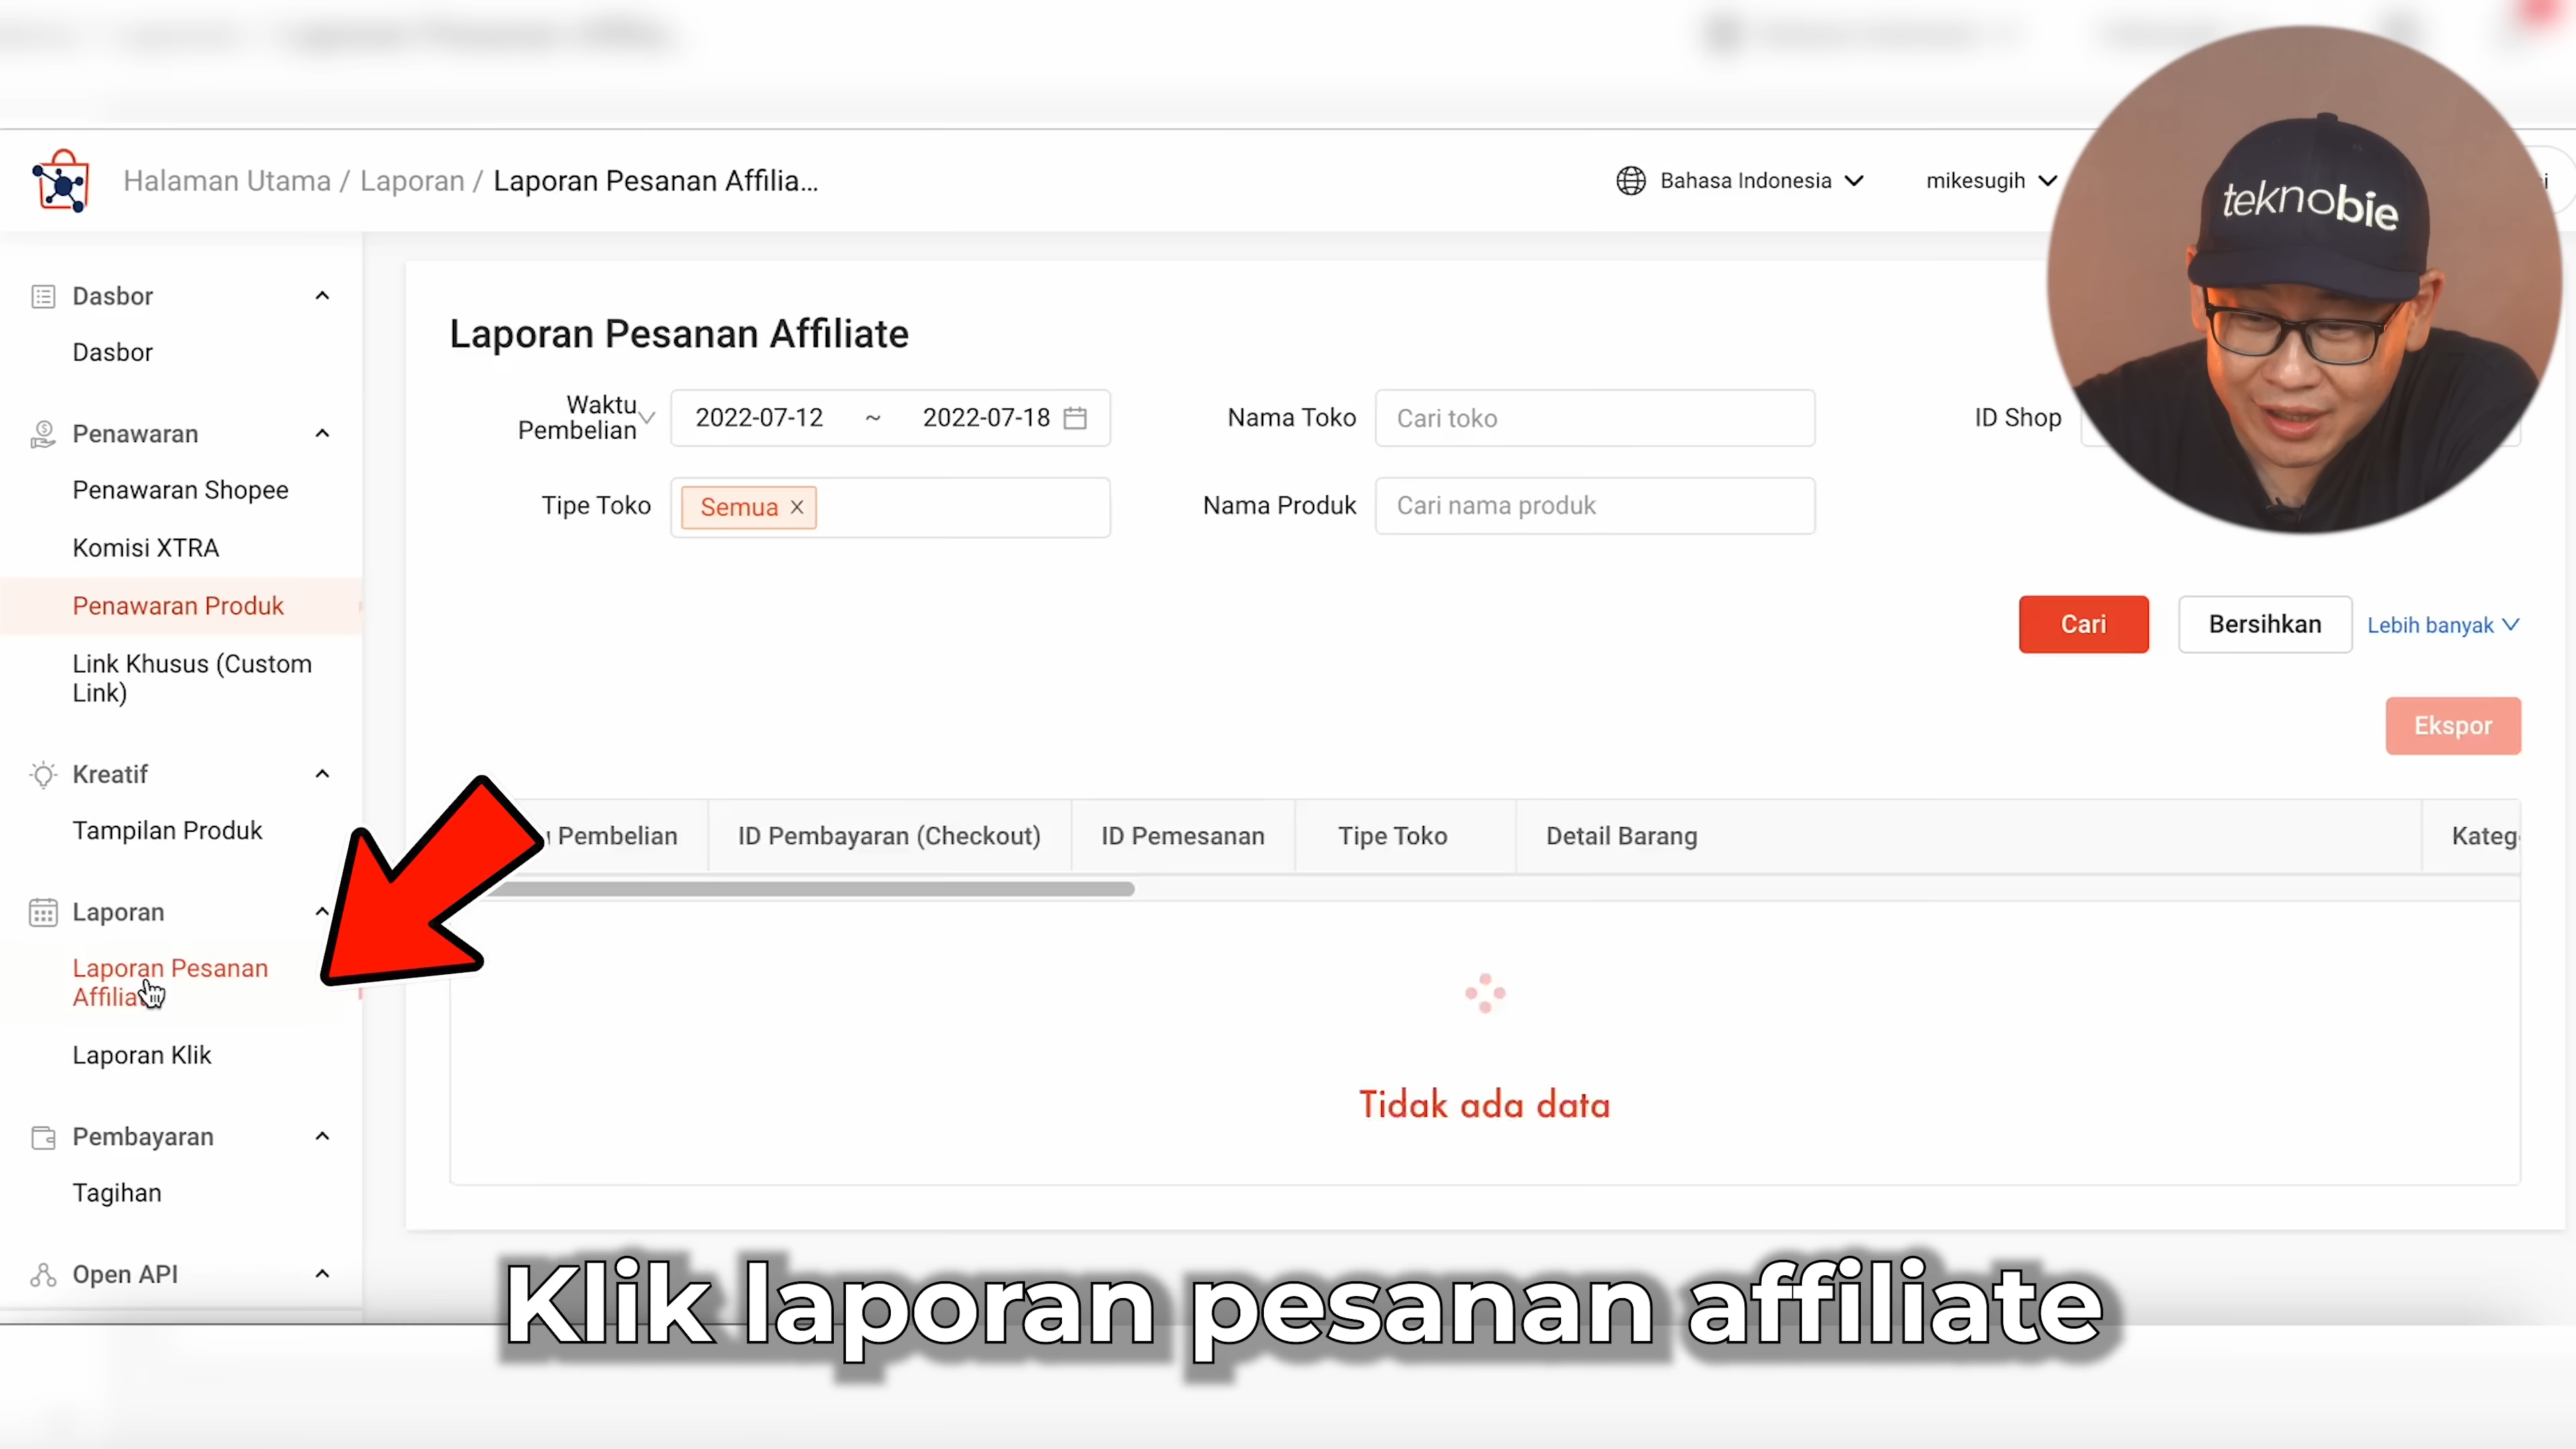 Halaman Utama / Laporan / Laporan Pesanan Affilia...
Bahasa Indonesia
mikesugih
teknobie
Dasbor
Dasbor
Penawaran
Penawaran Shopee
Komisi XTRA
Penawaran Produk
Link Khusus (Custom
Link)
Kreatif
Tampilan Produk
Laporan
Laporan Pesanan
Laporan Klik
Pembayaran
Tagihan
Open API
Laporan Pesanan Affiliate
Waktu
Pembelian
2022-07-12 ~ 2022-07-18
Nama Toko
Cari toko
ID Shop
Tipe Toko
Semua ×
Nama Produk
Cari nama produk
Cari
Bersihkan
Lebih banyak
Ekspor
Pembelian
ID Pembayaran (Checkout)
ID Pemesanan
Tipe Toko
Detail Barang
Tidak ada data
Klik laporan pesanan affiliate